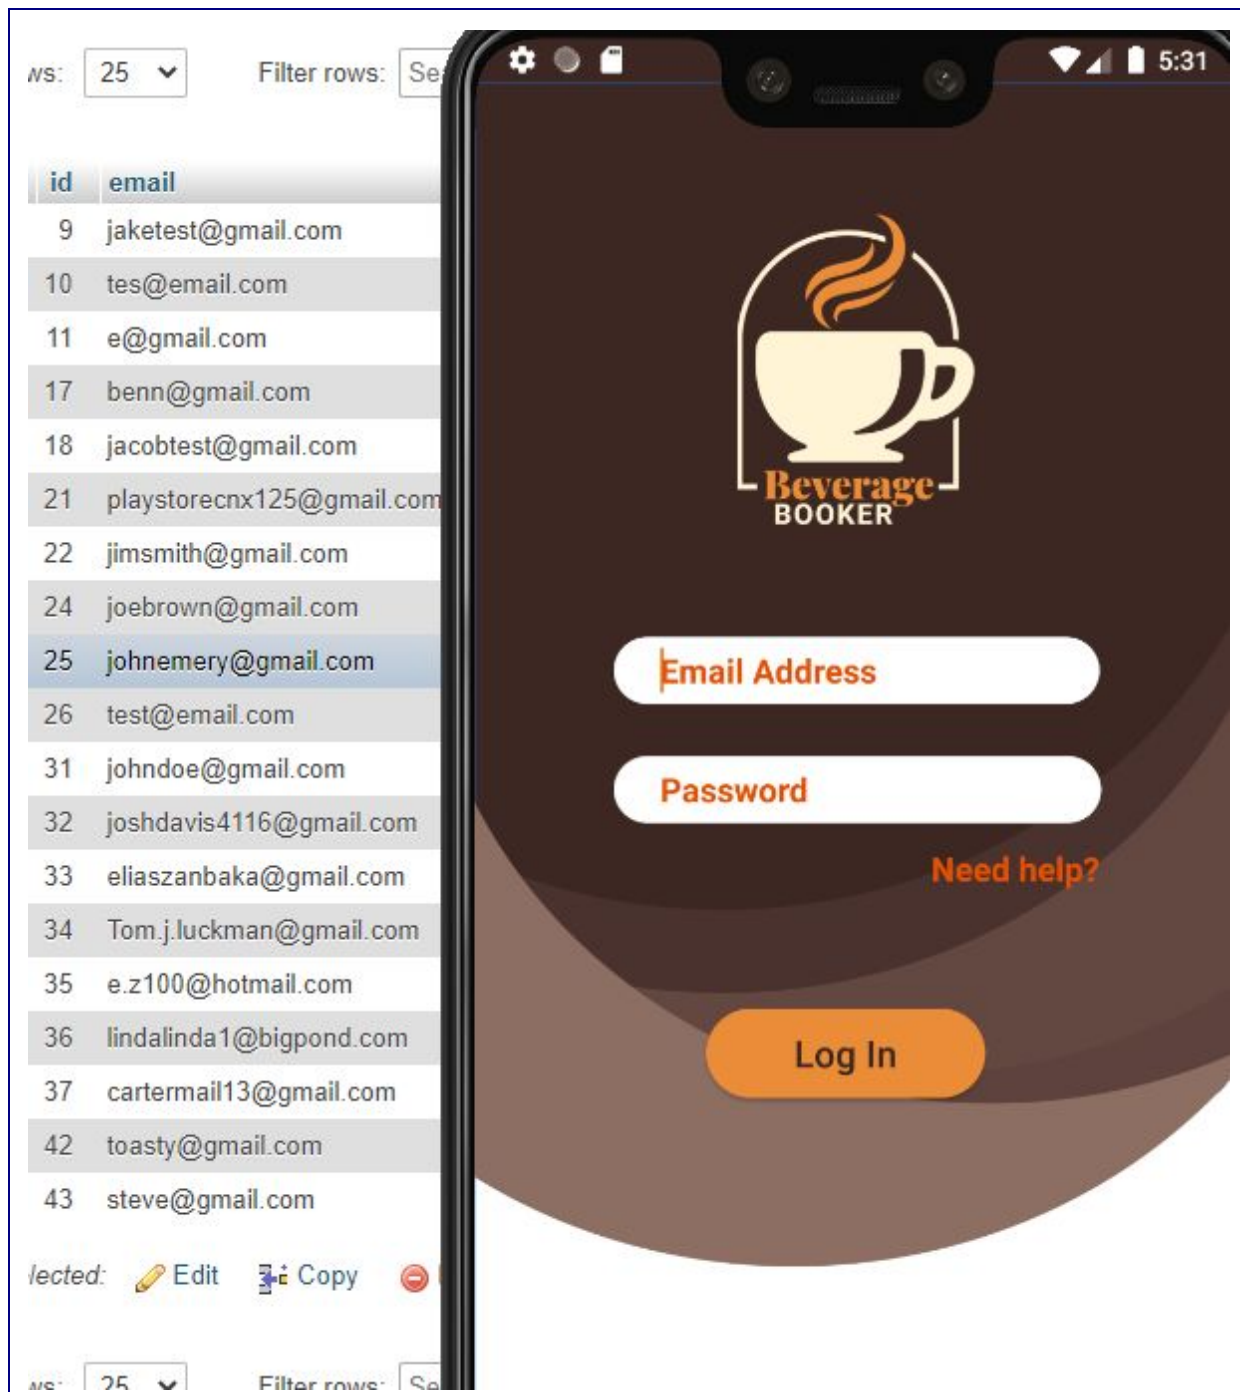 ws: 25 Filter rows: Se
id email
9 jaketest@gmail.com
10 tes@email.com
11 e@gmail.com
17 benn@gmail.com
18 jacobtest@gmail.com
21 playstorecnx125@gmail.com
22 jimsmith@gmail.com
24 joebrown@gmail.com
25 johnemery@gmail.com
26 test@email.com
31 johndoe@gmail.com
32 joshdavis4116@gmail.com
33 eliaszanbaka@gmail.com
34 Tom.j.luckman@gmail.com
35 e.z100@hotmail.com
36 lindalinda1@bigpond.com
37 cartermail13@gmail.com
42 toasty@gmail.com
43 steve@gmail.com
lected: Edit Copy
ws: 25 Filter rows: Se
5:31
Beverage
BOOKER
Email Address
Password
Need help?
Log In